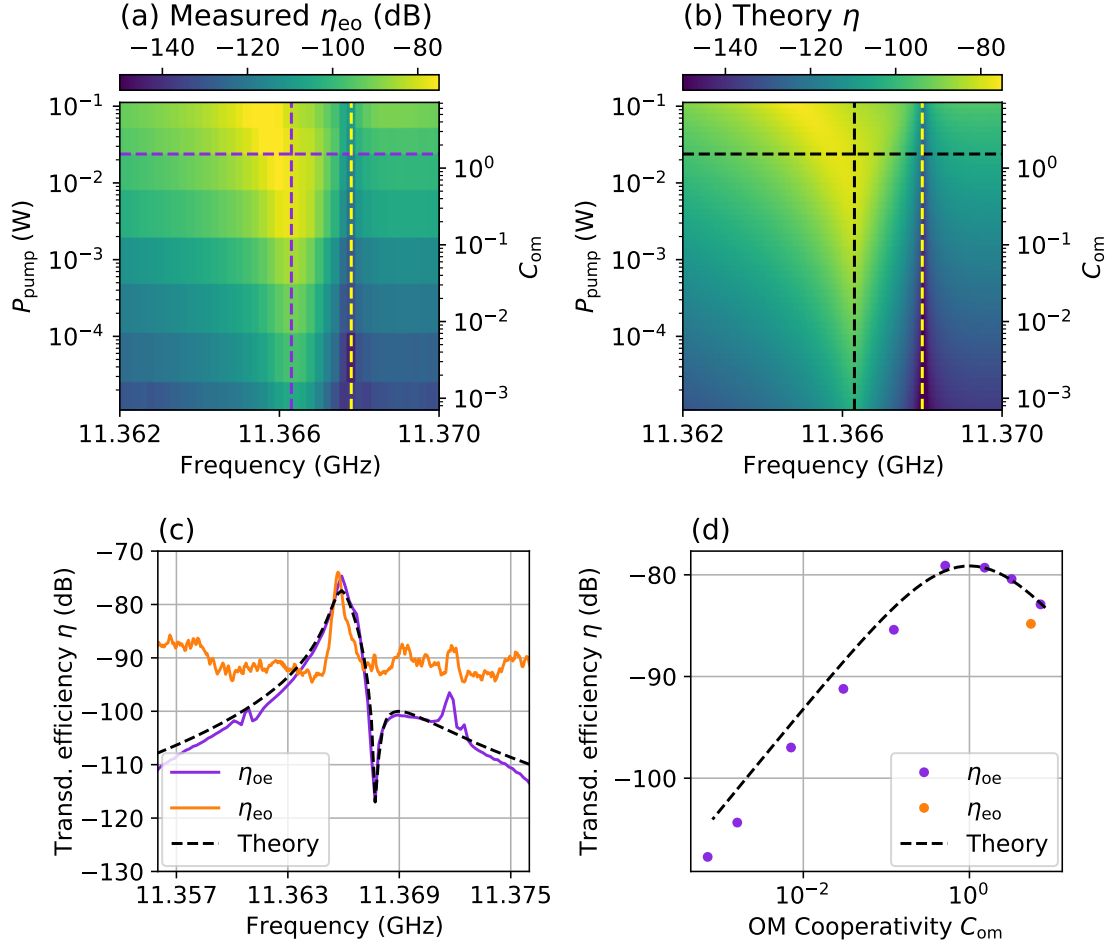 (a) Measured ηeo (dB)
−140 −120 −100 −80
10⁻¹
10⁻²
10⁻³
10⁻⁴
Ppump (W)
10⁰
10⁻¹
10⁻²
10⁻³
Com
11.362 11.366 11.370
Frequency (GHz)
(b) Theory η
−140 −120 −100 −80
10⁻¹
10⁻²
10⁻³
10⁻⁴
Ppump (W)
10⁰
10⁻¹
10⁻²
10⁻³
Com
11.362 11.366 11.370
Frequency (GHz)
(c)
−70
−80
−90
−100
−110
−120
−130
Transd. efficiency η (dB)
ηoe
ηeo
Theory
11.357 11.363 11.369 11.375
Frequency (GHz)
(d)
−80
−90
−100
Transd. efficiency η (dB)
ηoe
ηeo
Theory
10⁻² 10⁰
OM Cooperativity Com